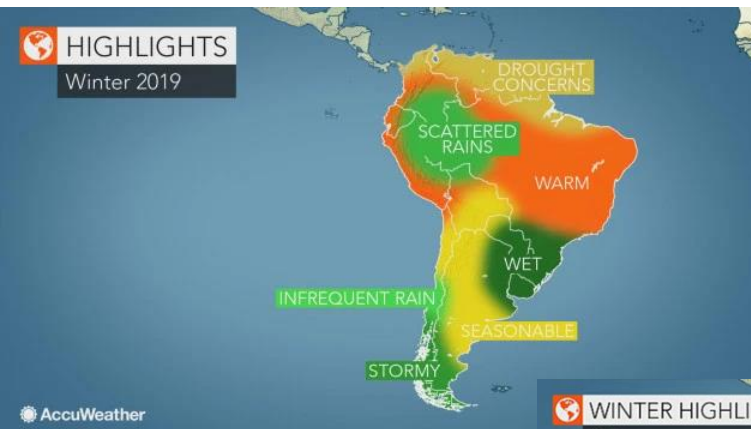 HIGHLIGHTS
Winter 2019
DROUGHT
CONCERNS
SCATTERED
RAINS
WARM
WET
INFREQUENT RAIN
SEASONABLE
STORMY
AccuWeather
WINTER HIGHLI